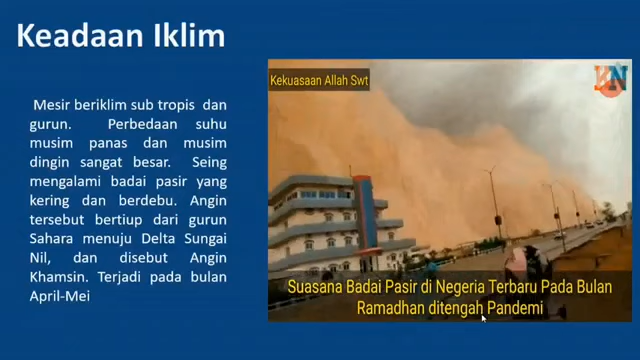 Keadaan Iklim
Mesir beriklim sub tropis dan
gurun. Perbedaan suhu
musim panas dan musim
dingin sangat besar. Seing
mengalami badai pasir yang
kering dan berdebu. Angin
tersebut bertiup dari gurun
Sahara menuju Delta Sungai
Nil, dan disebut Angin
Khamsin. Terjadi pada bulan
April-Mei
Kekuasaan Allah Swt
KN
Suasana Badai Pasir di Negeria Terbaru Pada Bulan
Ramadhan ditengah Pandemi